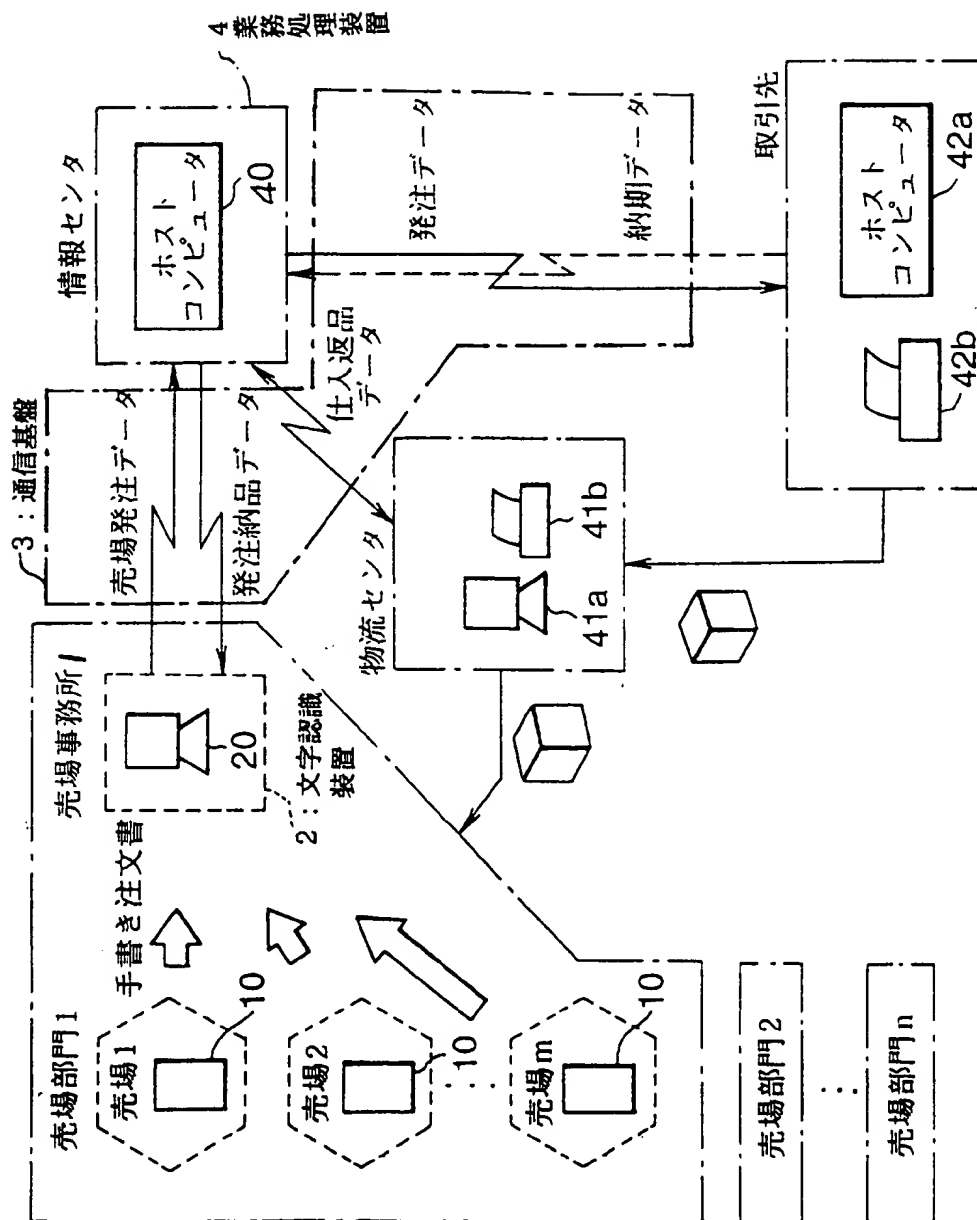 売場部門1
売場1
10
売場2
10
売場m
10
手書き注文書
売場事務所1
20
2：文字認識
装置
3：通信基盤
売場発注データ
発注納品データ
仕入返品
データ
情報センタ
ホスト
コンピュータ
40
4
業務処理装置
発注データ
納期データ
物流センタ
41a
41b
取引先
ホスト
コンピュータ
42a
42b
売場部門2
売場部門n